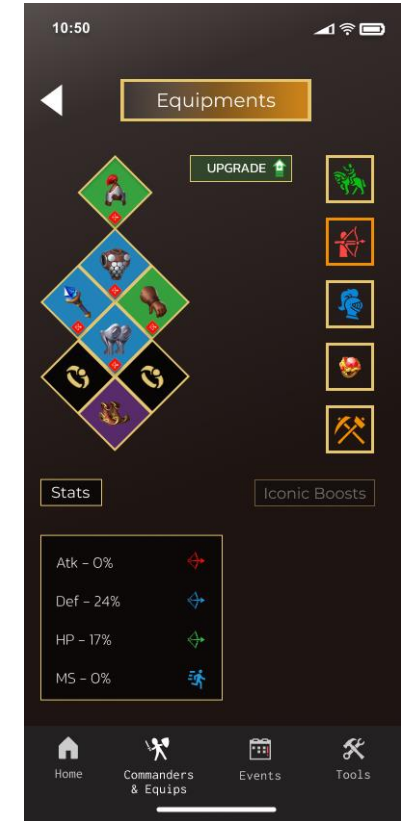 10:50
Equipments
UPGRADE
Stats
Iconic Boosts
Atk - 0%
Def - 24%
HP - 17%
MS - 0%
Home
Commanders
& Equips
Events
Tools